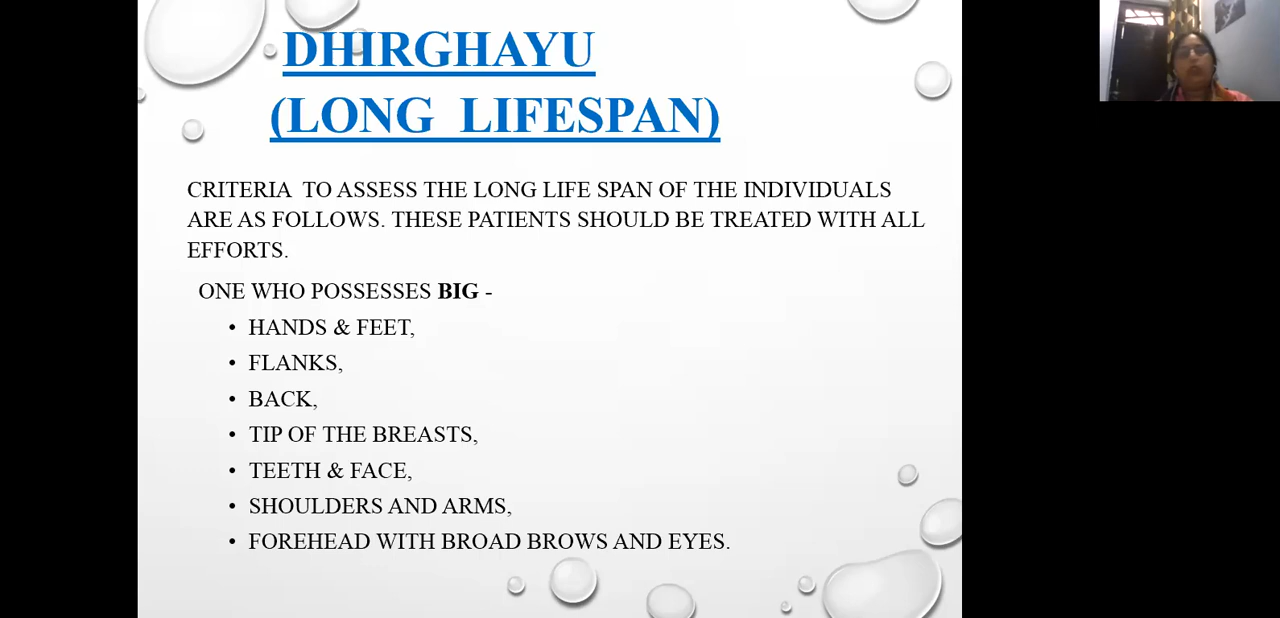 DHIRGHAYU
(LONG LIFESPAN)
CRITERIA TO ASSESS THE LONG LIFE SPAN OF THE INDIVIDUALS
ARE AS FOLLOWS. THESE PATIENTS SHOULD BE TREATED WITH ALL
EFFORTS.
ONE WHO POSSESSES BIG -
• HANDS & FEET,
• FLANKS,
• BACK,
• TIP OF THE BREASTS,
• TEETH & FACE,
• SHOULDERS AND ARMS,
• FOREHEAD WITH BROAD BROWS AND EYES.